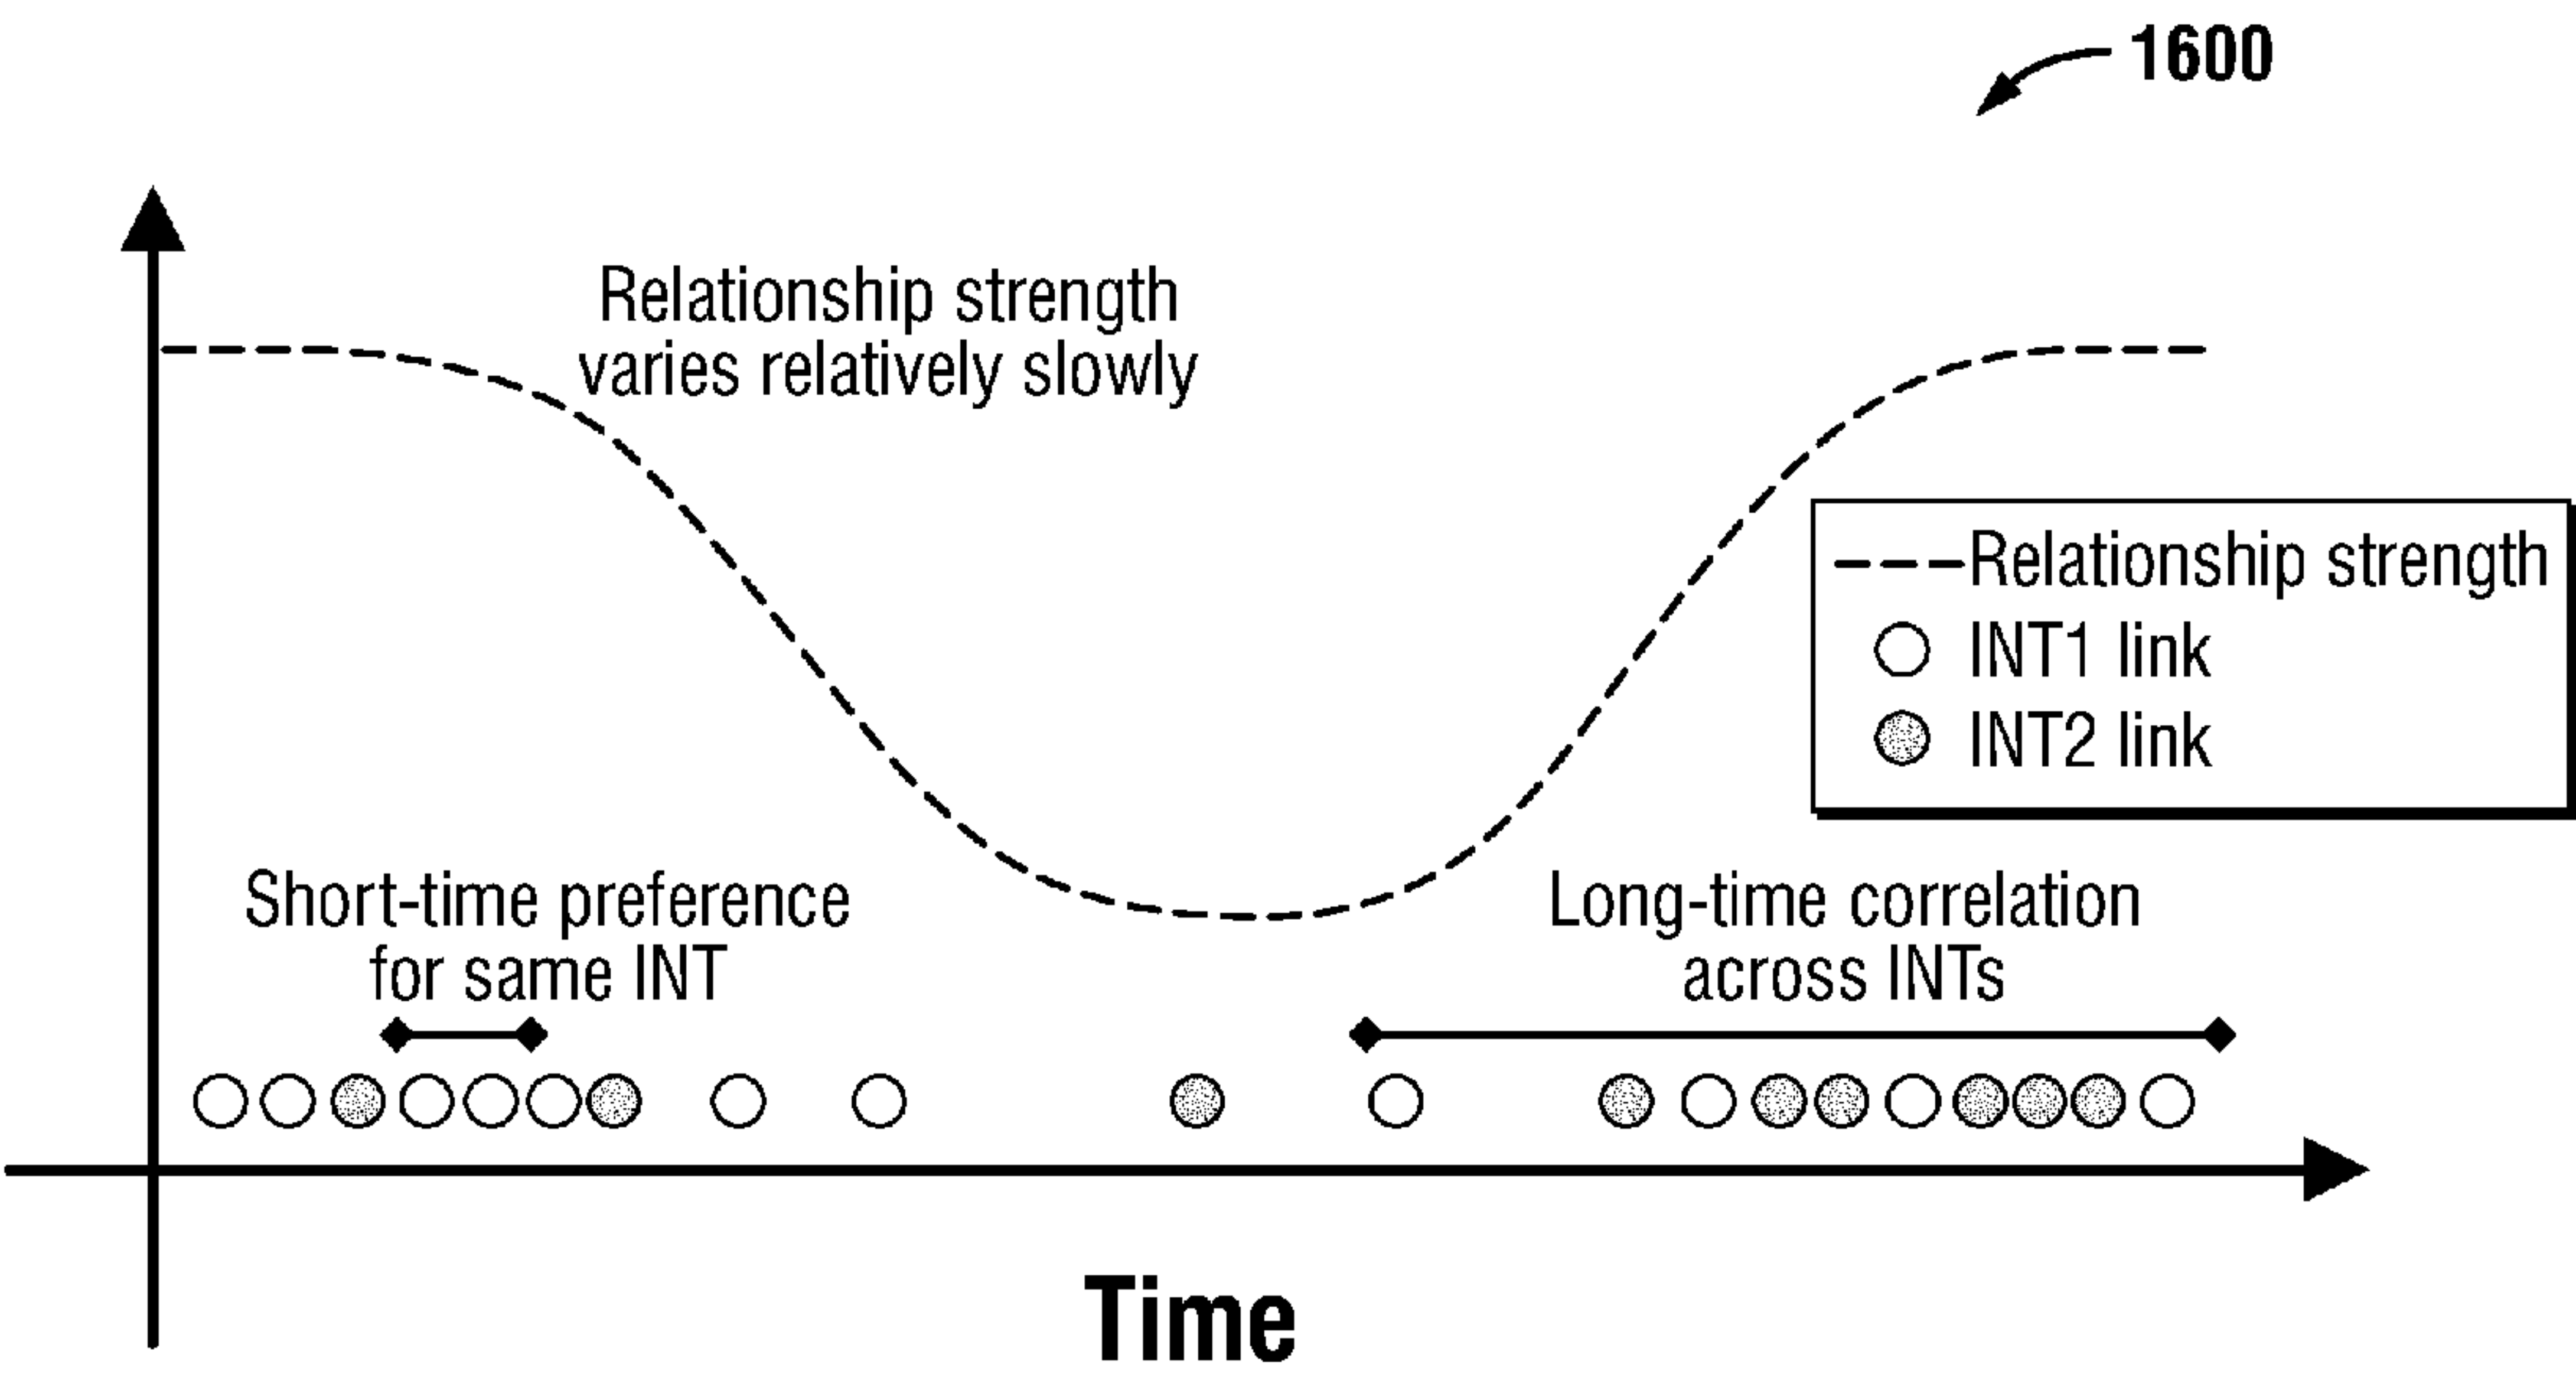 1600
Relationship strength
varies relatively slowly
Relationship strength
INT1 link
INT2 link
Short-time preference
for same INT
Long-time correlation
across INTs
Time